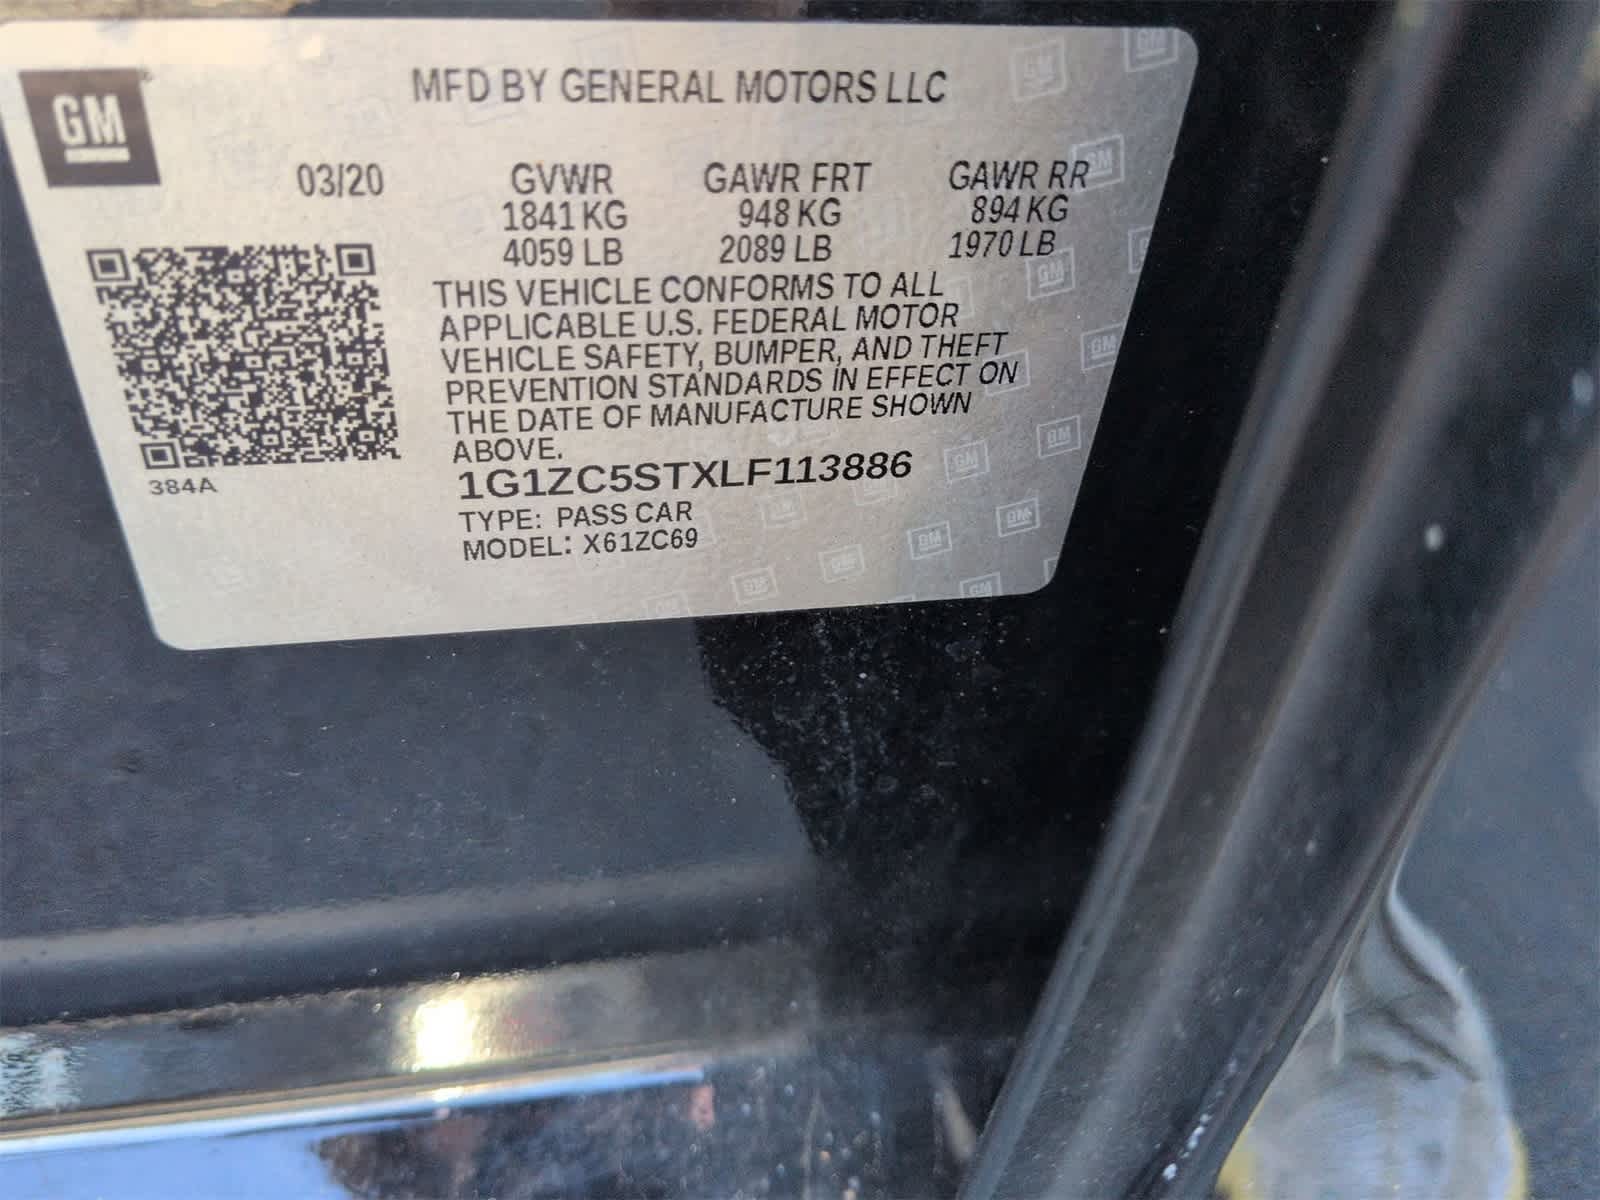 MFD BY GENERAL MOTORS LLC
GM
03/20 GVWR GAWR FRT GAWR RR
1841 KG 948 KG 894 KG
4059 LB 2089 LB 1970 LB
THIS VEHICLE CONFORMS TO ALL
APPLICABLE U.S. FEDERAL MOTOR
VEHICLE SAFETY, BUMPER, AND THEFT
PREVENTION STANDARDS IN EFFECT ON
THE DATE OF MANUFACTURE SHOWN
ABOVE.
384A
1G1ZC5STXLF113886
TYPE: PASS CAR
MODEL: X61ZC69